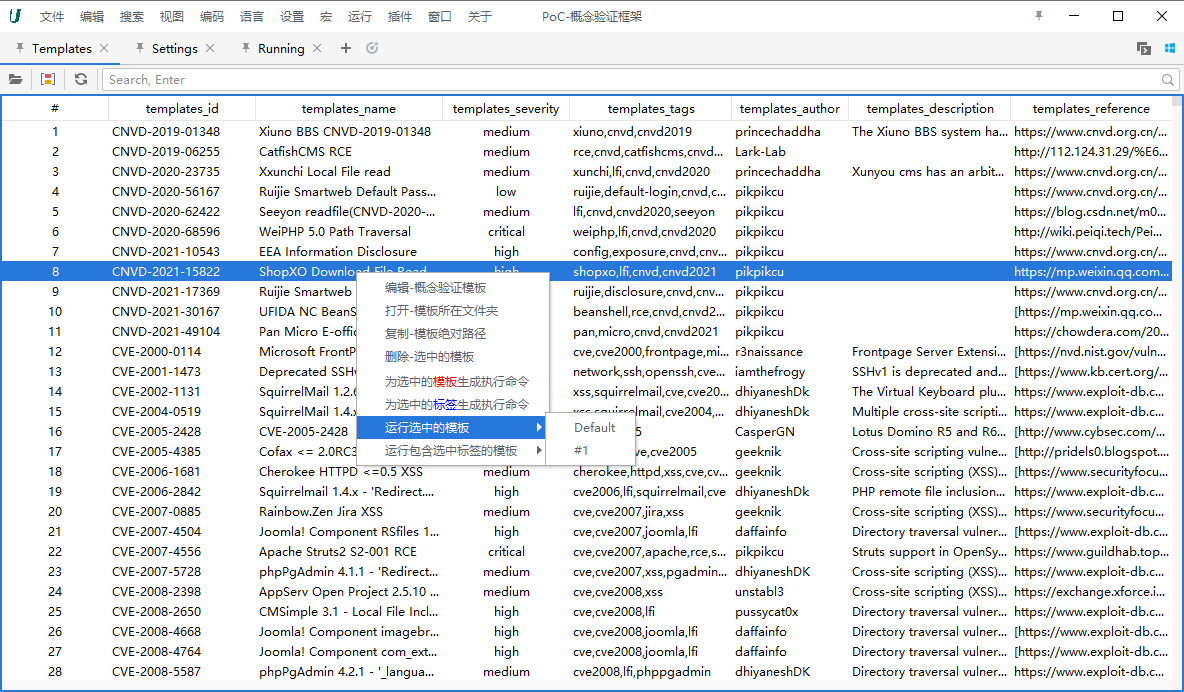 文件 编辑 搜索 视图 编码 语言 设置 宏 运行 插件 窗口 关于 PoC-概念验证框架
Templates Settings Running
Search, Enter
# templates_id templates_name templates_severity templates_tags templates_author templates_description templates_reference
1 CNVD-2019-01348 Xiuno BBS CNVD-2019-01348 medium xiuno,cnvd,cnvd2019 princechaddha The Xiuno BBS system ha... https://www.cnvd.org.cn/...
2 CNVD-2019-06255 CatfishCMS RCE medium rce,cnvd,catfishcms,cnvd... Lark-Lab http://112.124.31.29/%E6...
3 CNVD-2020-23735 Xxunchi Local File read medium xunchi,lfi,cnvd,cnvd2020 princechaddha Xunyou cms has an arbit... https://www.cnvd.org.cn/...
4 CNVD-2020-56167 Ruijie Smartweb Default Pass... low ruijie,default-login,cnvd,c... pikpikcu https://www.cnvd.org.cn/...
5 CNVD-2020-62422 Seeyon readfile(CNVD-2020-... medium lfi,cnvd,cnvd2020,seeyon pikpikcu https://blog.csdn.net/m0...
6 CNVD-2020-68596 WeiPHP 5.0 Path Traversal critical weiphp,lfi,cnvd,cnvd2020 pikpikcu http://wiki.peiqi.tech/Pei...
7 CNVD-2021-10543 EEA Information Disclosure high config,exposure,cnvd,cnv... pikpikcu https://www.cnvd.org.cn/...
8 CNVD-2021-15822 ShopXO Download File Read high shopxo,lfi,cnvd,cnvd2021 pikpikcu https://mp.weixin.qq.com...
9 CNVD-2021-17369 Ruijie Smartweb ruijie,disclosure,cnvd,cnv... pikpikcu https://www.cnvd.org.cn/...
10 CNVD-2021-30167 UFIDA NC BeanS beanshell,rce,cnvd,cnvd2... pikpikcu [https://mp.weixin.qq.co...
11 CNVD-2021-49104 Pan Micro E-offic pan,micro,cnvd,cnvd2021 pikpikcu https://chowdera.com/20...
12 CVE-2000-0114 Microsoft FrontP cve,cve2000,frontpage,mi... r3naissance Frontpage Server Extensi... [https://nvd.nist.gov/vuln...
13 CVE-2001-1473 Deprecated SSHv network,ssh,openssh,cve... iamthefrogy SSHv1 is deprecated and... https://www.kb.cert.org/...
14 CVE-2002-1131 SquirrelMail 1.2.6 xss,squirrelmail,cve,cve20... dhiyaneshDk The Virtual Keyboard plu... https://www.exploit-db.c...
15 CVE-2004-0519 SquirrelMail 1.4.x xss,squirrelmail,cve2004,... dhiyaneshDk Multiple cross-site scripti... https://www.exploit-db.c...
16 CVE-2005-2428 CVE-2005-2428 5 CasperGN Lotus Domino R5 and R6... http://www.cybsec.com/...
17 CVE-2005-4385 Cofax <= 2.0RC3 ve,cve2005 geeknik Cross-site scripting vulne... http://pridels0.blogspot...
18 CVE-2006-1681 Cherokee HTTPD <=0.5 XSS medium cherokee,httpd,xss,cve,cv... geeknik Cross-site scripting (XSS)... https://www.securityfocu...
19 CVE-2006-2842 Squirrelmail 1.4.x - 'Redirect.... high cve2006,lfi,squirrelmail,cve dhiyaneshDk PHP remote file inclusion... https://www.exploit-db.c...
20 CVE-2007-0885 Rainbow.Zen Jira XSS medium cve,cve2007,jira,xss geeknik Cross-site scripting (XSS)... https://www.securityfocu...
21 CVE-2007-4504 Joomla! Component RSfiles 1... high cve,cve2007,joomla,lfi daffainfo Directory traversal vulner... https://www.exploit-db.c...
22 CVE-2007-4556 Apache Struts2 S2-001 RCE critical cve,cve2007,apache,rce,s... pikpikcu Struts support in OpenSy... https://www.guildhab.top...
23 CVE-2007-5728 phpPgAdmin 4.1.1 - 'Redirect... medium cve,cve2007,xss,pgadmin... dhiyaneshDK Cross-site scripting (XSS)... https://www.exploit-db.c...
24 CVE-2008-2398 AppServ Open Project 2.5.10 ... medium cve,cve2008,xss unstabl3 Cross-site scripting (XSS)... https://exchange.xforce.i...
25 CVE-2008-2650 CMSimple 3.1 - Local File Incl... high cve,cve2008,lfi pussycat0x Directory traversal vulner... https://www.exploit-db.c...
26 CVE-2008-4668 Joomla! Component imagebr... high cve,cve2008,joomla,lfi daffainfo Directory traversal vulner... [https://www.exploit-db.c...
27 CVE-2008-4764 Joomla! Component com_ext... high cve,cve2008,joomla,lfi daffainfo Directory traversal vulner... [https://www.exploit-db.c...
28 CVE-2008-5587 phpPgAdmin 4.2.1 - '_langua... medium cve2008,lfi,phppgadmin dhiyaneshDK Directory traversal vulner... https://www.exploit-db.c...
编辑-概念验证模板
打开-模板所在文件夹
复制-模板绝对路径
删除-选中的模板
为选中的模板生成执行命令
为选中的标签生成执行命令
运行选中的模板
运行包含选中标签的模板
Default
#1